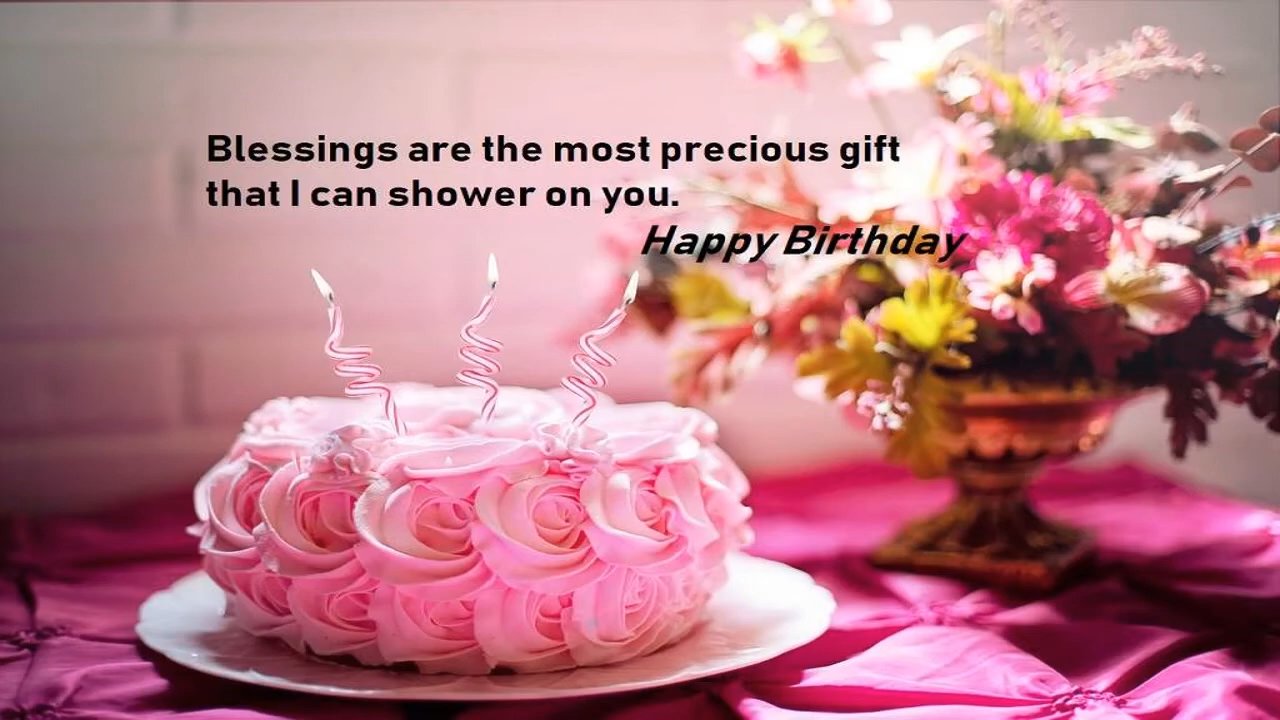 Blessings are the most precious gift
that I can shower on you.
Happy Birthday